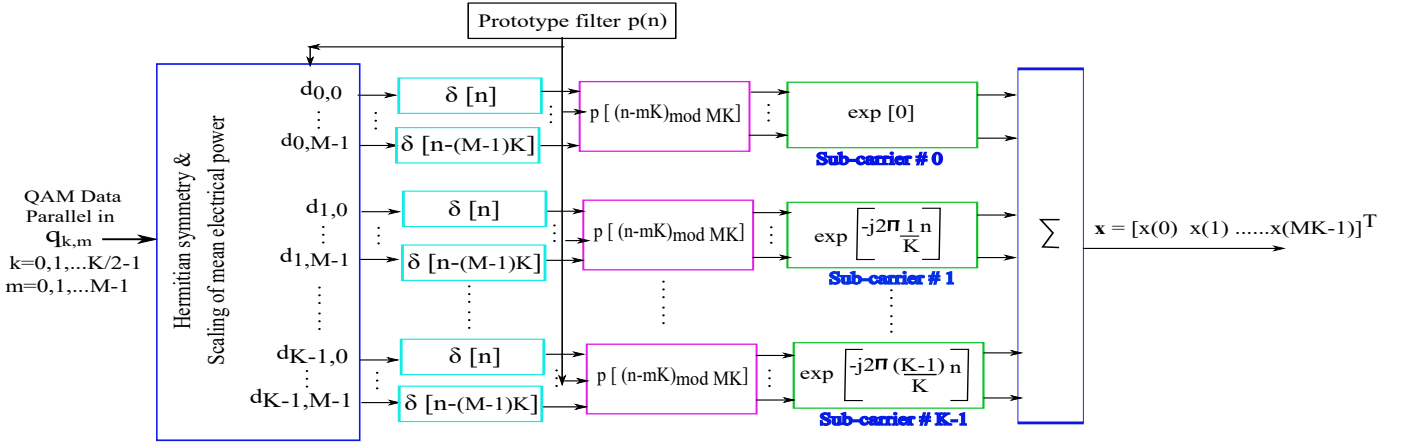 Prototype filter p(n)
QAM Data
Parallel in
qk,m
k=0,1,...K/2-1
m=0,1,...M-1
Hermitian symmetry &
Scaling of mean electrical power
d0,0
d0,M-1
d1,0
d1,M-1
dK-1,0
dK-1,M-1
δ [n]
δ [n-(M-1)K]
p [ (n-mK)mod MK]
exp [0]
Sub-carrier # 0
δ [n]
δ [n-(M-1)K]
p [ (n-mK)mod MK]
exp [-j2π 1 n / K]
Sub-carrier # 1
δ [n]
δ [n-(M-1)K]
p [ (n-mK)mod MK]
exp [-j2π (K-1) n / K]
Sub-carrier # K-1
Σ
x = [x(0) x(1) ......x(MK-1)]T